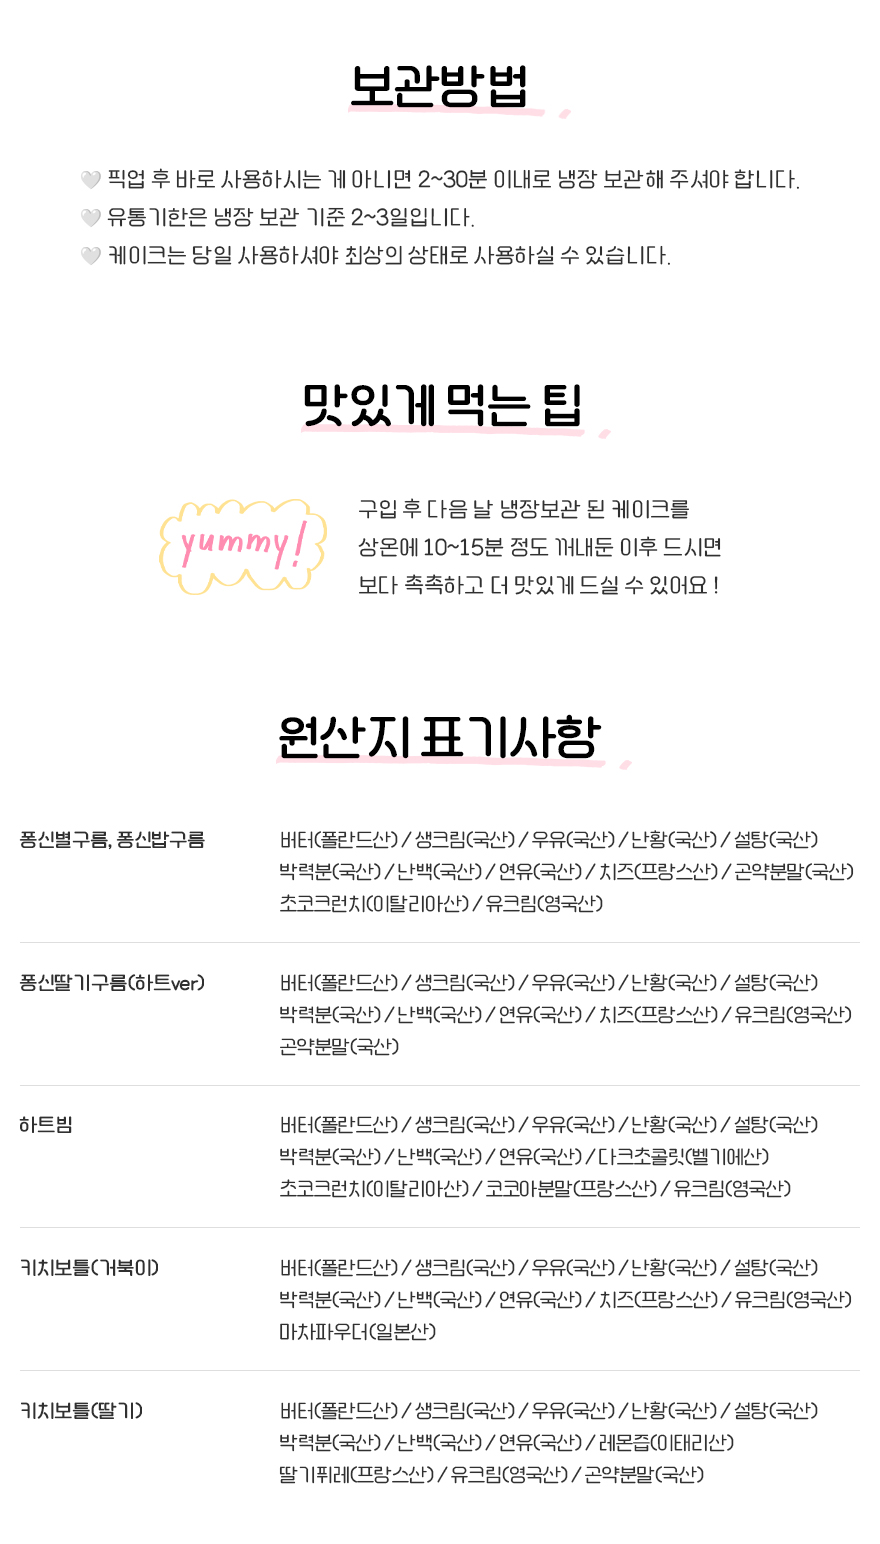 보관방법
🤍 픽업 후 바로 사용하시는 게 아니면 2~30분 이내로 냉장 보관해 주셔야 합니다.
🤍 유통기한은 냉장 보관 기준 2~3일입니다.
🤍 케이크는 당일 사용하셔야 최상의 상태로 사용하실 수 있습니다.
맛있게 먹는 팁
yummy!
구입 후 다음 날 냉장보관 된 케이크를
상온에 10~15분 정도 꺼내둔 이후 드시면
보다 촉촉하고 더 맛있게 드실 수 있어요 !
원산지 표기사항
퐁신별구름, 퐁신밥구름
버터(폴란드산) / 생크림(국산) / 우유(국산) / 난황(국산) / 설탕(국산)
박력분(국산) / 난백(국산) / 연유(국산) / 치즈(프랑스산) / 곤약분말(국산)
초코크런치(이탈리아산) / 유크림(영국산)
퐁신딸기구름(하트ver)
버터(폴란드산) / 생크림(국산) / 우유(국산) / 난황(국산) / 설탕(국산)
박력분(국산) / 난백(국산) / 연유(국산) / 치즈(프랑스산) / 유크림(영국산)
곤약분말(국산)
하트빔
버터(폴란드산) / 생크림(국산) / 우유(국산) / 난황(국산) / 설탕(국산)
박력분(국산) / 난백(국산) / 연유(국산) / 다크초콜릿(벨기에산)
초코크런치(이탈리아산) / 코코아분말(프랑스산) / 유크림(영국산)
키치보틀(거북이)
버터(폴란드산) / 생크림(국산) / 우유(국산) / 난황(국산) / 설탕(국산)
박력분(국산) / 난백(국산) / 연유(국산) / 치즈(프랑스산) / 유크림(영국산)
마차파우더(일본산)
키치보틀(딸기)
버터(폴란드산) / 생크림(국산) / 우유(국산) / 난황(국산) / 설탕(국산)
박력분(국산) / 난백(국산) / 연유(국산) / 레몬즙(이태리산)
딸기퓌레(프랑스산) / 유크림(영국산) / 곤약분말(국산)